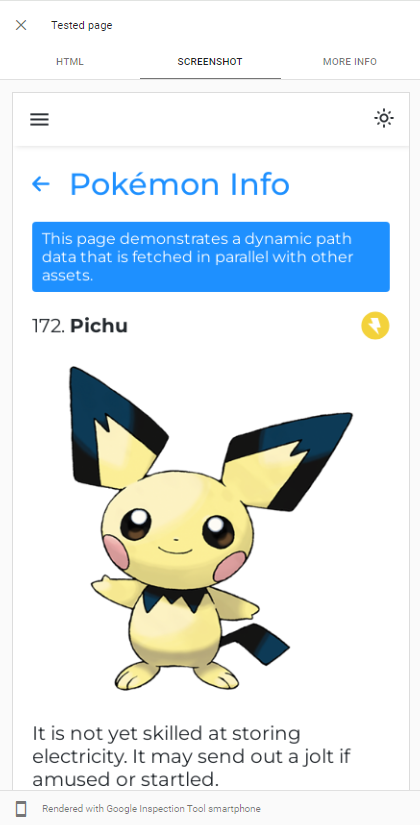 Tested page
HTML
SCREENSHOT
MORE INFO
Pokémon Info
This page demonstrates a dynamic path
data that is fetched in parallel with other
assets.
172. Pichu
It is not yet skilled at storing
electricity. It may send out a jolt if
amused or startled.
Rendered with Google Inspection Tool smartphone